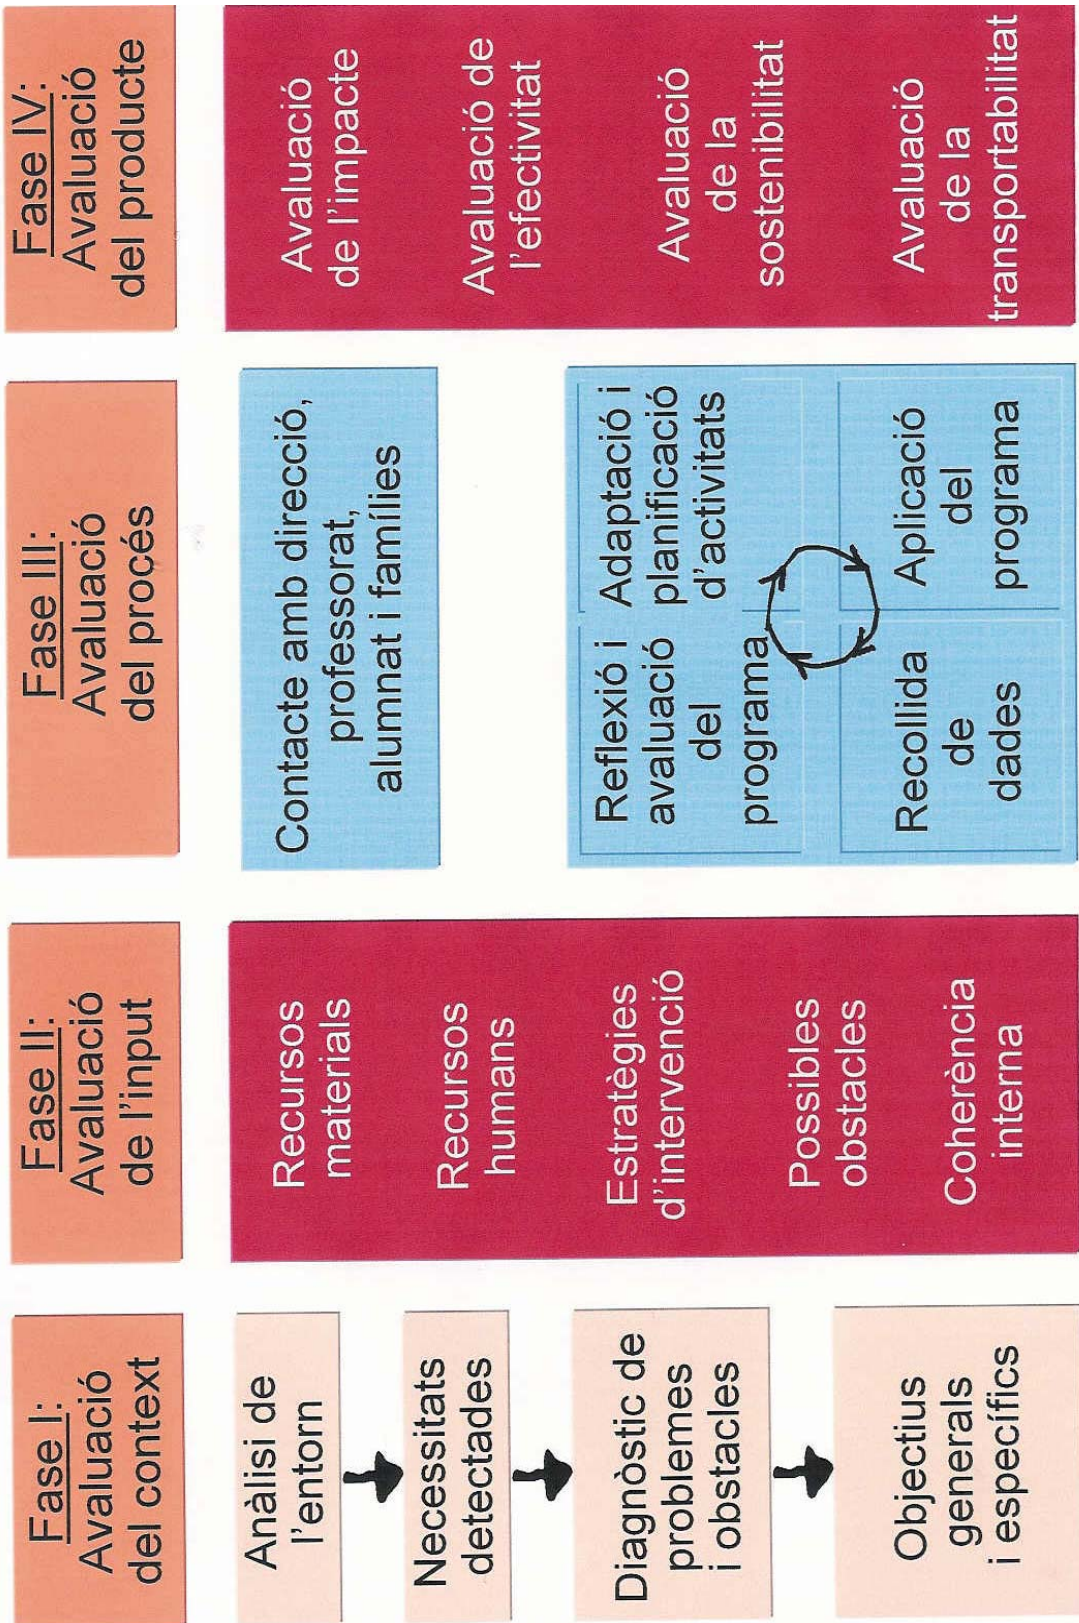 Fase I:
Avaluació
del context
Anàlisi de
l'entorn
Necessitats
detectades
Diagnòstic de
problemes
i obstacles
Objectius
generals
i específics
Fase II:
Avaluació
de l'input
Recursos
materials
Recursos
humans
Estratègies
d'intervenció
Possibles
obstacles
Coherència
interna
Fase III:
Avaluació
del procés
Contacte amb direcció,
professorat,
alumnat i famílies
Reflexió i
avaluació
del
programa
Adaptació i
planificació
d'activitats
Recollida
de
dades
Aplicació
del
programa
Fase IV:
Avaluació
del producte
Avaluació
de l'impacte
Avaluació de
l'efectivitat
Avaluació
de la
sostenibilitat
Avaluació
de la
transportabilitat